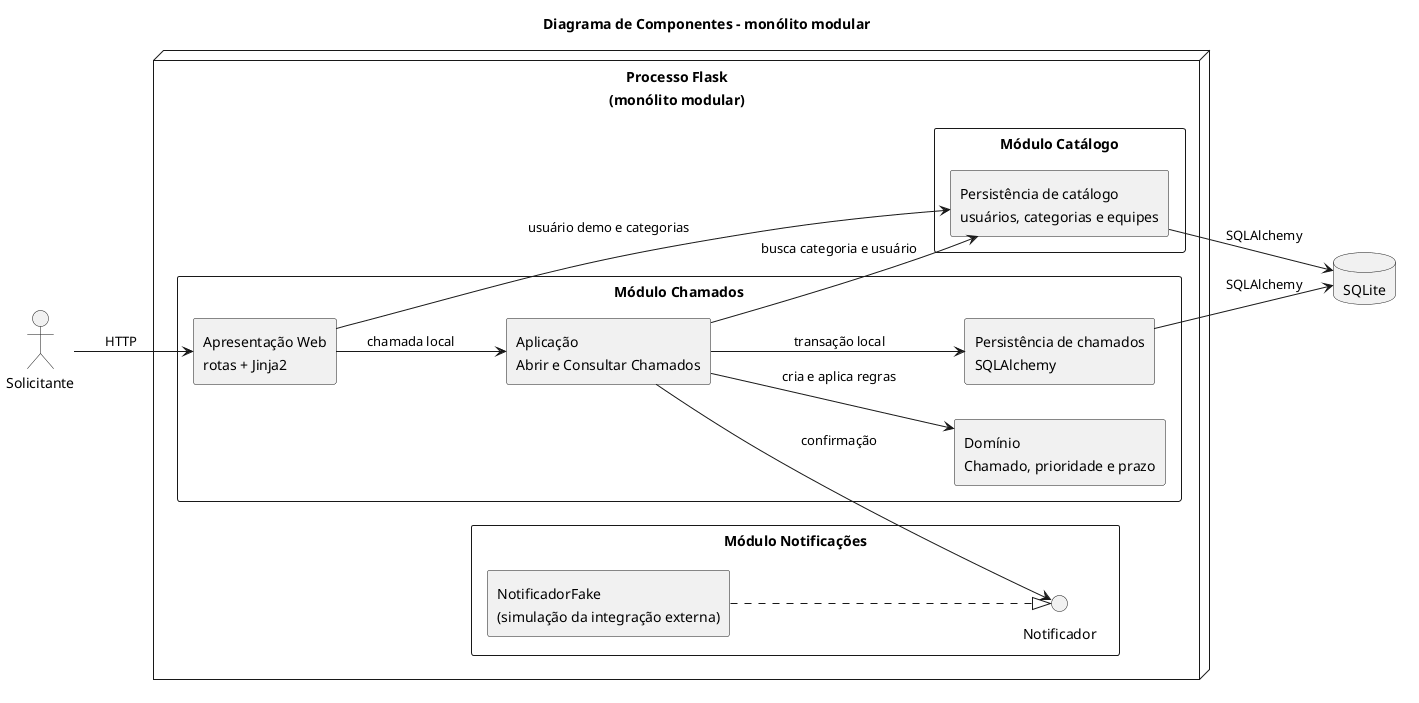 Diagrama de Componentes - monólito modular
Processo Flask
(monólito modular)
Módulo Catálogo
Persistência de catálogo
usuários, categorias e equipes
usuário demo e categorias
busca categoria e usuário
SQLAlchemy
SQLAlchemy
SQLite
Módulo Chamados
Solicitante
HTTP
Apresentação Web
rotas + Jinja2
chamada local
Aplicação
Abrir e Consultar Chamados
transação local
Persistência de chamados
SQLAlchemy
cria e aplica regras
Domínio
Chamado, prioridade e prazo
confirmação
Módulo Notificações
NotificadorFake
(simulação da integração externa)
Notificador